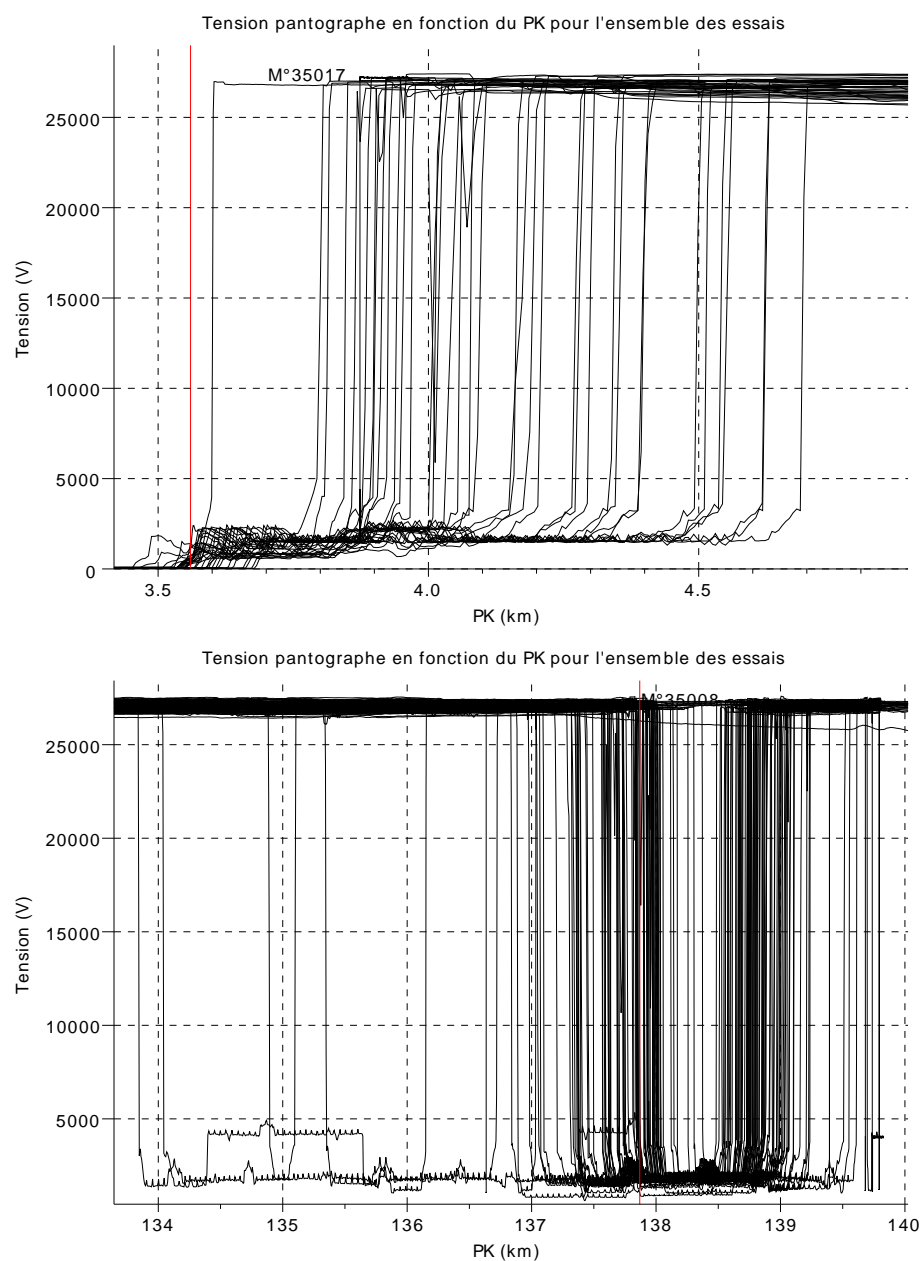 Tension pantographe en fonction du PK pour l'ensemble des essais
M°35017
25000
20000
15000
10000
5000
0
Tension (V)
3.5 4.0 4.5
PK (km)
Tension pantographe en fonction du PK pour l'ensemble des essais
M°35008
25000
20000
15000
10000
5000
Tension (V)
134 135 136 137 138 139 140
PK (km)